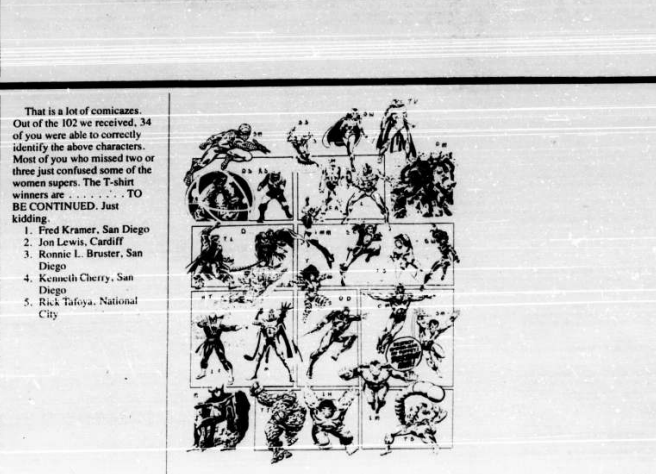 That is a lot of comicazes.
Out of the 102 we received, 34
of you were able to correctly
identify the above characters.
Most of you who missed two or
three just confused some of the
women supers. The T-shirt
winners are . . . . . . . . TO
BE CONTINUED. Just
kidding.
1. Fred Kramer, San Diego
2. Jon Lewis, Cardiff
3. Ronnie L. Bruster, San
Diego
4. Kenneth Cherry, San
Diego
5. Rick Tafoya, National
City